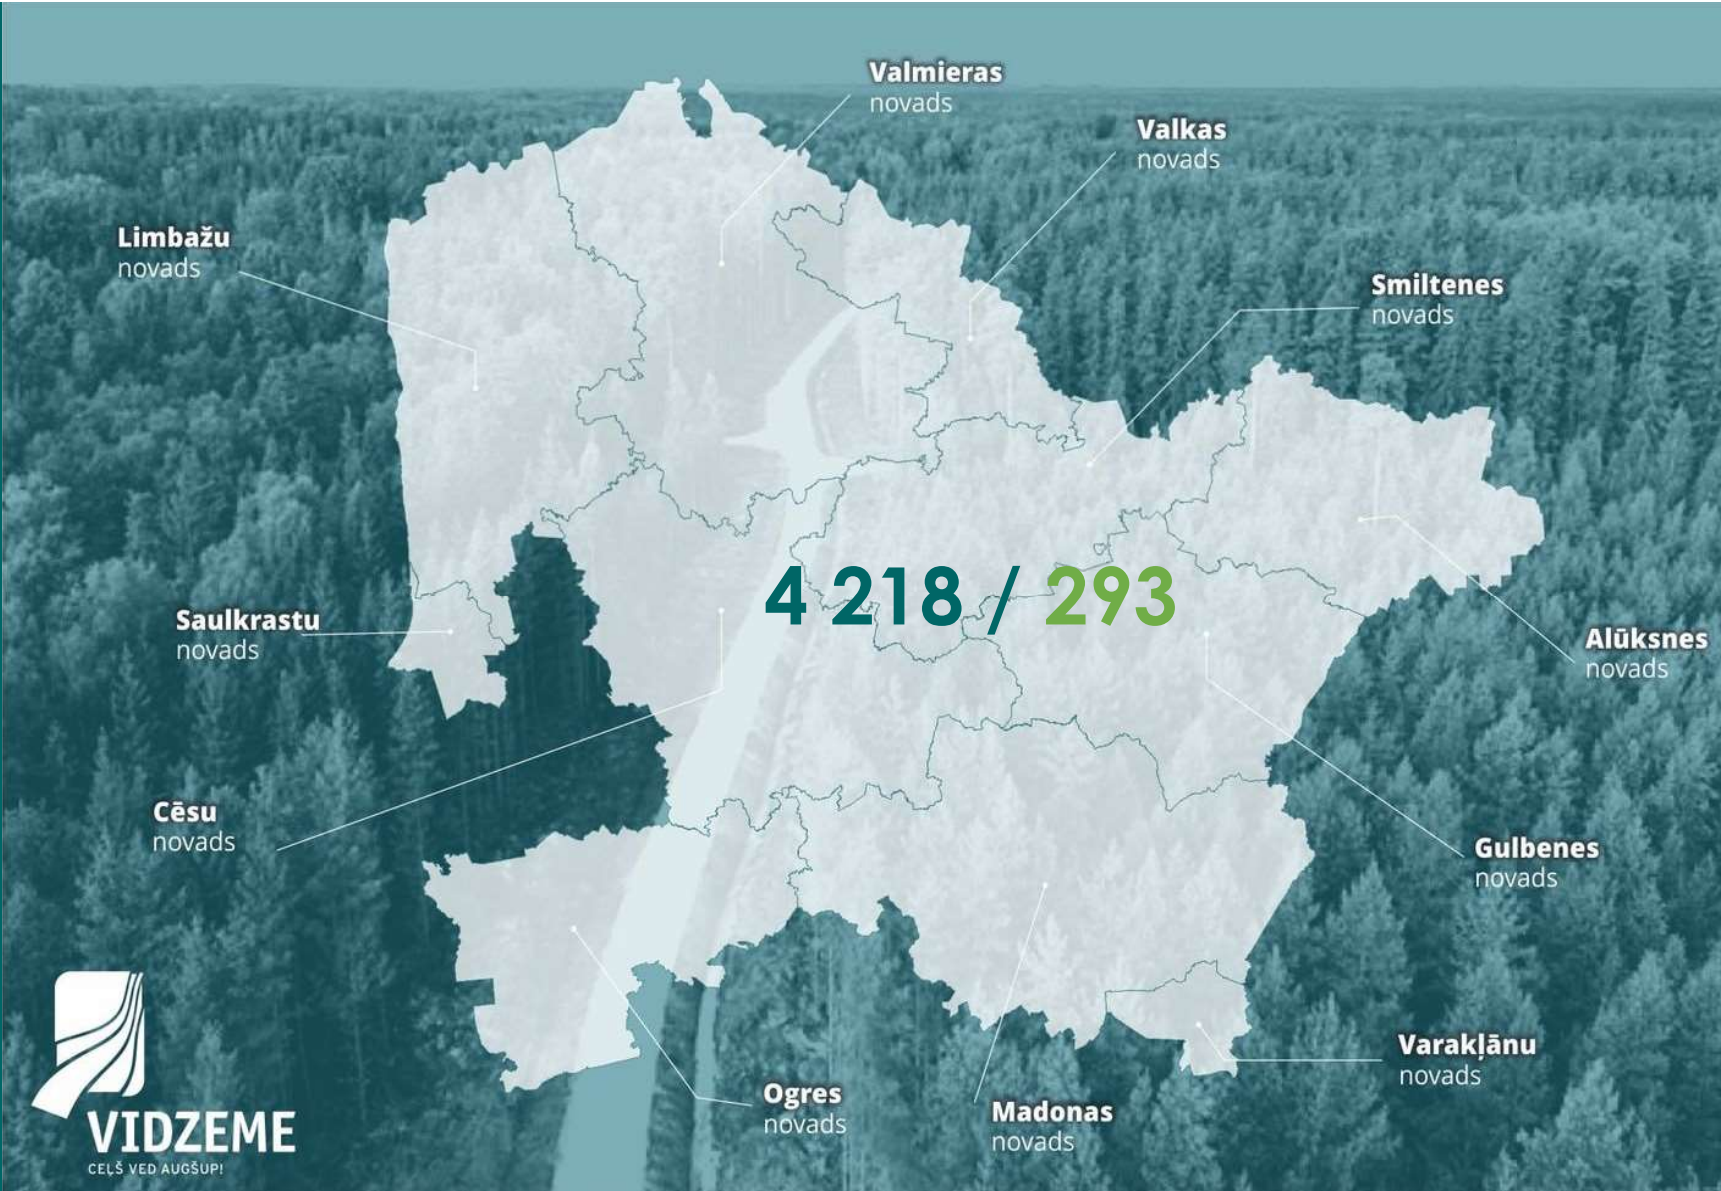 Valmieras
novads
Valkas
novads
Limbažu
novads
Smiltenes
novads
4 218 / 293
Saulkrastu
novads
Alūksnes
novads
Cēsu
novads
Gulbenes
novads
Varakļānu
novads
Ogres
novads
Madonas
novads
VIDZEME
CEĻŠ VED AUGŠUP!